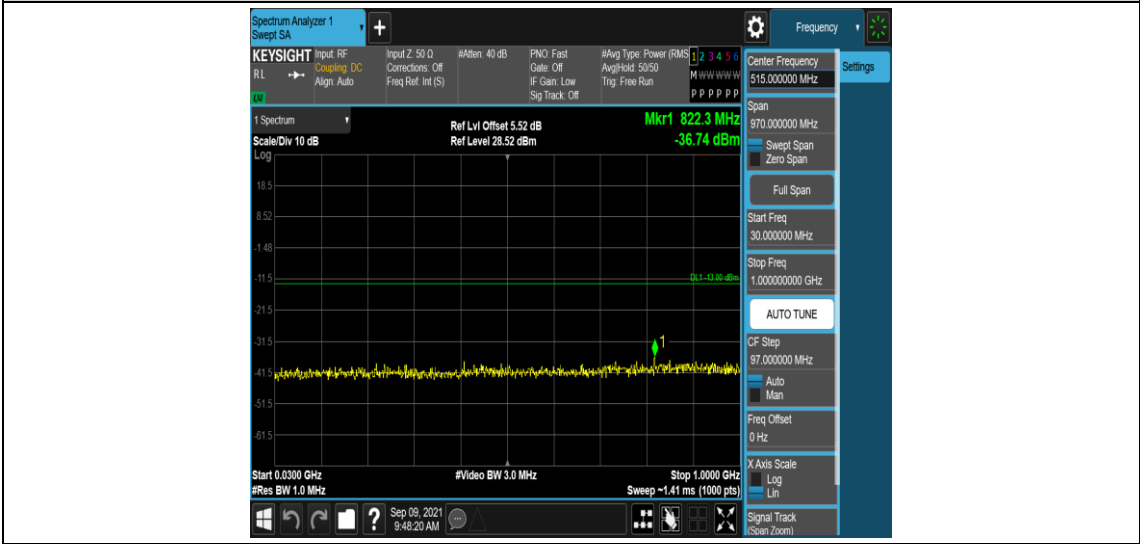 Spectrum Analyzer 1
Swept SA
+
Frequency
KEYSIGHT
RL
LXI
Input: RF
Coupling: DC
Align: Auto
Input Z: 50 Ω
Corrections: Off
Freq Ref: Int (S)
#Atten: 40 dB
PNO: Fast
Gate: Off
IF Gain: Low
Sig Track: Off
#Avg Type: Power (RMS
Avg|Hold: 50/50
Trig: Free Run
1 2 3 4 5 6
M W W W W W
P P P P P P
1 Spectrum
Scale/Div 10 dB
Ref Lvl Offset 5.52 dB
Ref Level 28.52 dBm
Mkr1 822.3 MHz
-36.74 dBm
Log
18.5
8.52
-1.48
-11.5
DL1 -13.00 dBm
-21.5
-31.5
1
-41.5
-51.5
-61.5
Start 0.0300 GHz
#Res BW 1.0 MHz
#Video BW 3.0 MHz
Stop 1.0000 GHz
Sweep ~1.41 ms (1000 pts)
?
Sep 09, 2021
9:48:20 AM
Center Frequency
515.000000 MHz
Settings
Span
970.000000 MHz
Swept Span
Zero Span
Full Span
Start Freq
30.000000 MHz
Stop Freq
1.000000000 GHz
AUTO TUNE
CF Step
97.000000 MHz
Auto
Man
Freq Offset
0 Hz
X Axis Scale
Log
Lin
Signal Track
(Span Zoom)